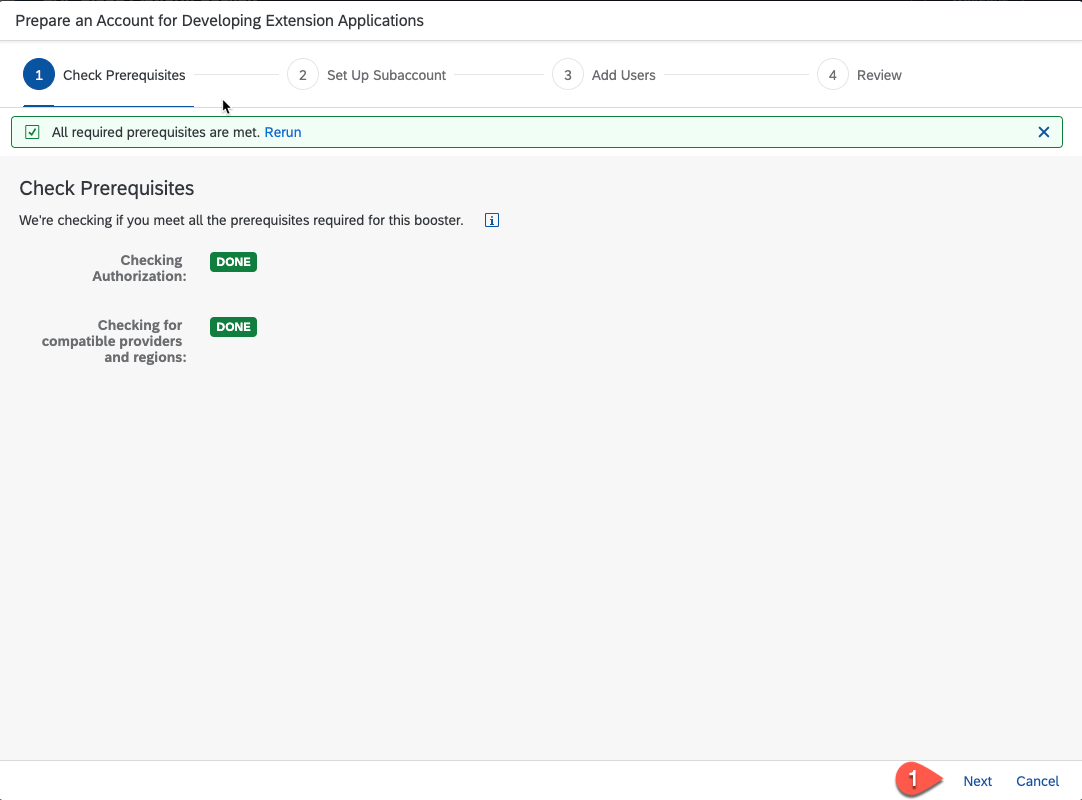 Prepare an Account for Developing Extension Applications
1 Check Prerequisites 2 Set Up Subaccount 3 Add Users 4 Review
All required prerequisites are met. Rerun
Check Prerequisites
We're checking if you meet all the prerequisites required for this booster.
Checking
Authorization:
DONE
Checking for
compatible providers
and regions:
DONE
1 Next Cancel